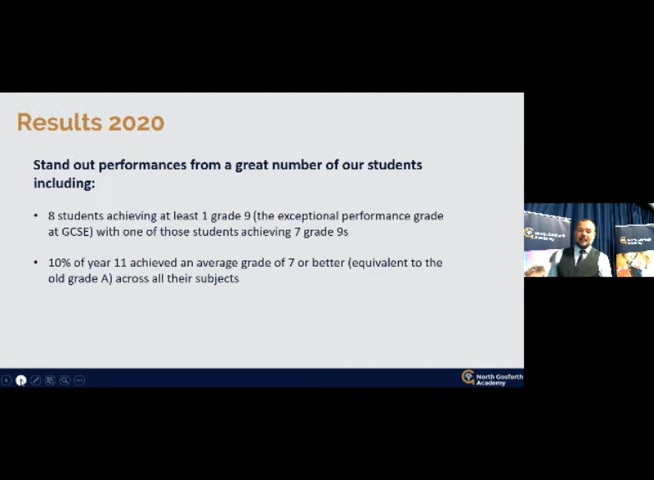 Results 2020
Stand out performances from a great number of our students
including:
• 8 students achieving at least 1 grade 9 (the exceptional performance grade
at GCSE) with one of those students achieving 7 grade 9s
• 10% of year 11 achieved an average grade of 7 or better (equivalent to the
old grade A) across all their subjects
North Gosforth
Academy